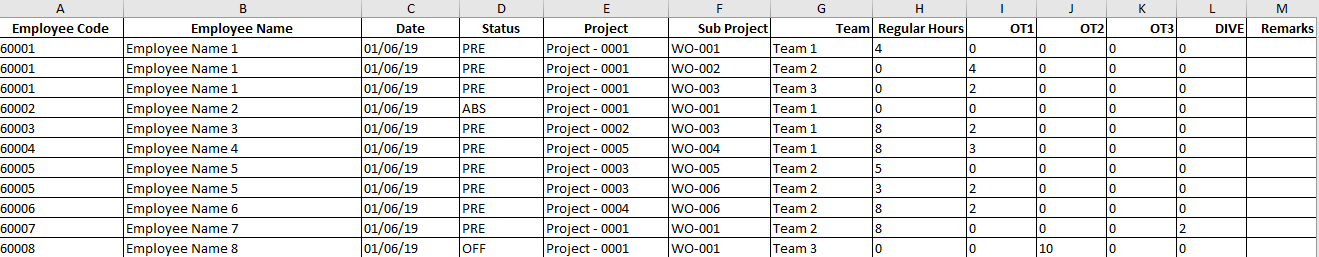 A B C D E F G H I J K L M
Employee Code Employee Name Date Status Project Sub Project Team Regular Hours OT1 OT2 OT3 DIVE Remarks
60001 Employee Name 1 01/06/19 PRE Project - 0001 WO-001 Team 1 4 0 0 0 0
60001 Employee Name 1 01/06/19 PRE Project - 0001 WO-002 Team 2 0 4 0 0 0
60001 Employee Name 1 01/06/19 PRE Project - 0001 WO-003 Team 3 0 2 0 0 0
60002 Employee Name 2 01/06/19 ABS Project - 0001 WO-001 Team 1 0 0 0 0 0
60003 Employee Name 3 01/06/19 PRE Project - 0002 WO-003 Team 1 8 2 0 0 0
60004 Employee Name 4 01/06/19 PRE Project - 0005 WO-004 Team 1 8 3 0 0 0
60005 Employee Name 5 01/06/19 PRE Project - 0003 WO-005 Team 2 5 0 0 0 0
60005 Employee Name 5 01/06/19 PRE Project - 0003 WO-006 Team 2 3 2 0 0 0
60006 Employee Name 6 01/06/19 PRE Project - 0004 WO-006 Team 2 8 2 0 0 0
60007 Employee Name 7 01/06/19 PRE Project - 0001 WO-001 Team 2 8 0 0 0 2
60008 Employee Name 8 01/06/19 OFF Project - 0001 WO-001 Team 3 0 0 10 0 0